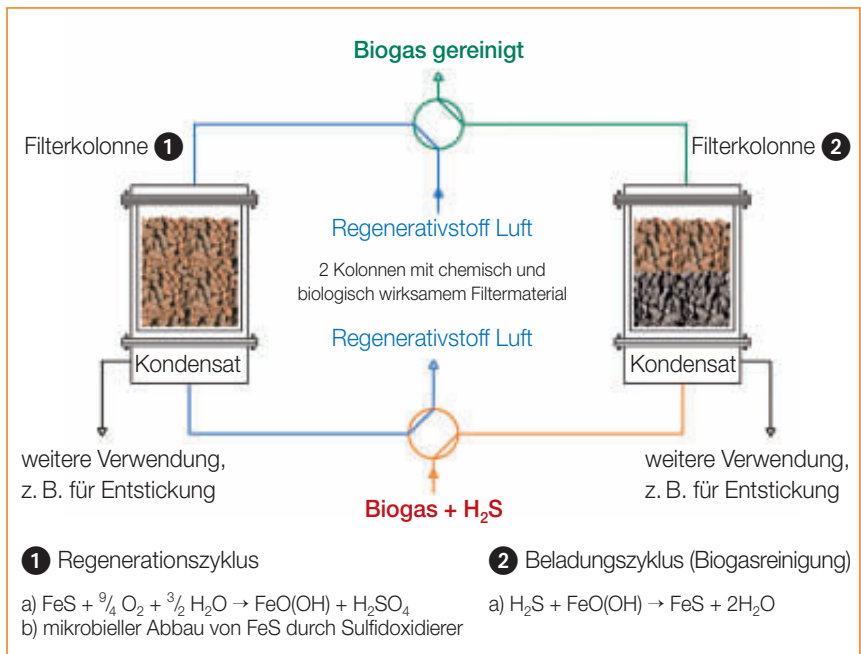 Biogas gereinigt
Filterkolonne 1
Filterkolonne 2
Regenerativstoff Luft
2 Kolonnen mit chemisch und
biologisch wirksamem Filtermaterial
Regenerativstoff Luft
Kondensat
Kondensat
weitere Verwendung,
z. B. für Entstickung
weitere Verwendung,
z. B. für Entstickung
Biogas + H₂S
1 Regenerationszyklus
a) FeS + ⁹⁄₄ O₂ + ³⁄₂ H₂O → FeO(OH) + H₂SO₄
b) mikrobieller Abbau von FeS durch Sulfidoxidierer
2 Beladungszyklus (Biogasreinigung)
a) H₂S + FeO(OH) → FeS + 2H₂O